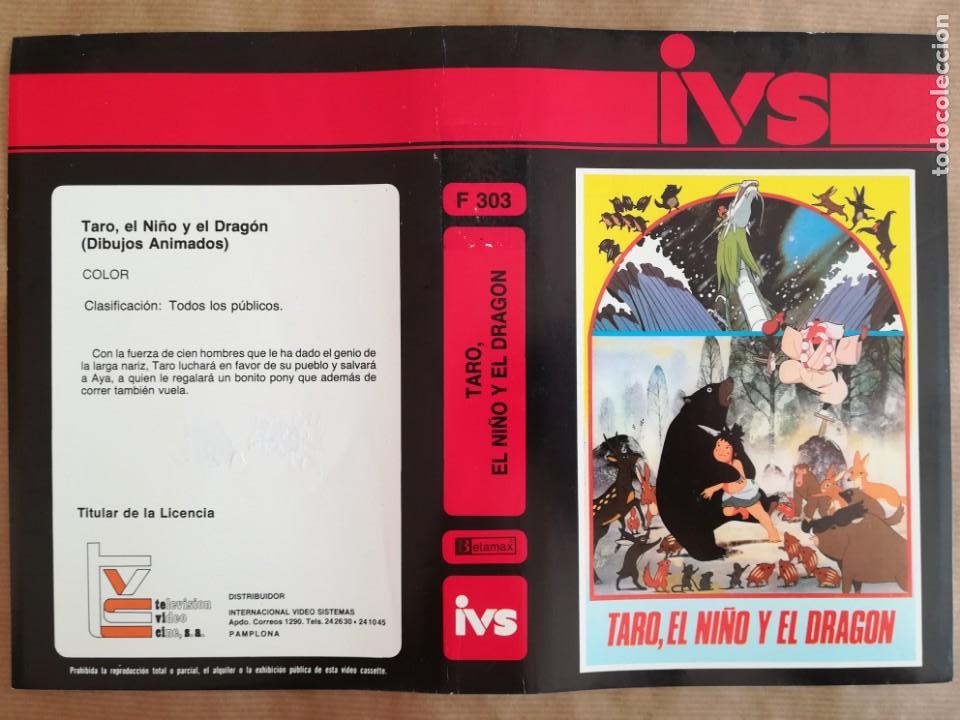 Taro, el Niño y el Dragón
(Dibujos Animados)
COLOR
Clasificación: Todos los públicos.
Con la fuerza de cien hombres que le ha dado el genio de
la larga nariz, Taro luchará en favor de su pueblo y salvará
a Aya, a quien le regalará un bonito pony que además de
correr también vuela.
Titular de la Licencia
tvc
television
video
cine, s.a.
DISTRIBUIDOR
INTERNACIONAL VIDEO SISTEMAS
Apdo. Correos 1290. Tels. 242630 - 241045
PAMPLONA
Prohibida la reproducción total o parcial, el alquiler o la exhibición pública de esta video cassette.
F 303
TARO,
EL NIÑO Y EL DRAGON
Betamax
ivs
ivs
TARO, EL NIÑO Y EL DRAGON
todocoleccion